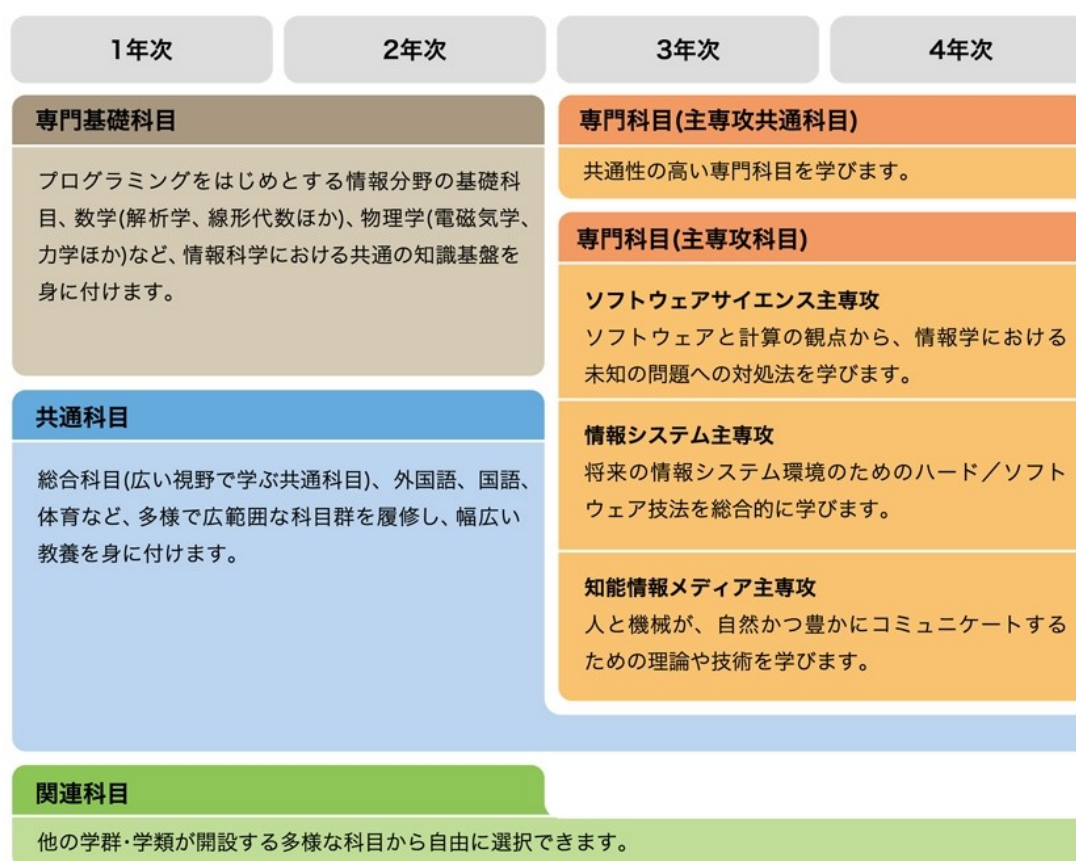 1年次
2年次
3年次
4年次
専門基礎科目
プログラミングをはじめとする情報分野の基礎科
目、数学(解析学、線形代数ほか)、物理学(電磁気学、
力学ほか)など、情報科学における共通の知識基盤を
身に付けます。
共通科目
総合科目(広い視野で学ぶ共通科目)、外国語、国語、
体育など、多様で広範囲な科目群を履修し、幅広い
教養を身に付けます。
専門科目(主専攻共通科目)
共通性の高い専門科目を学びます。
専門科目(主専攻科目)
ソフトウェアサイエンス主専攻
ソフトウェアと計算の観点から、情報学における
未知の問題への対処法を学びます。
情報システム主専攻
将来の情報システム環境のためのハード／ソフト
ウェア技法を総合的に学びます。
知能情報メディア主専攻
人と機械が、自然かつ豊かにコミュニケートする
ための理論や技術を学びます。
関連科目
他の学群・学類が開設する多様な科目から自由に選択できます。